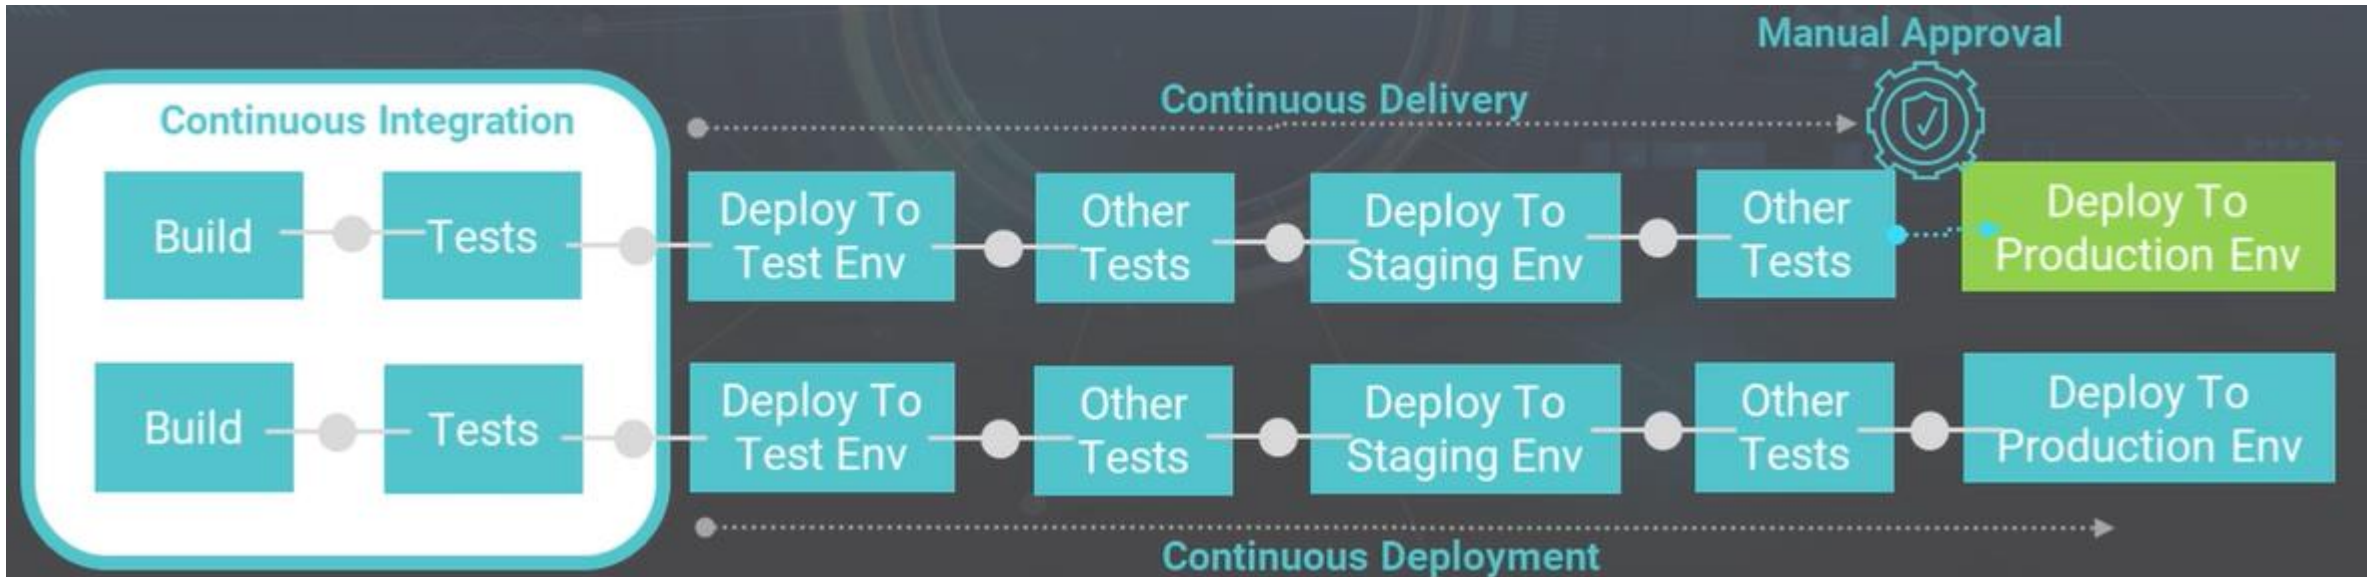 Manual Approval
Continuous Delivery
Continuous Integration
Build
Tests
Deploy To
Test Env
Other
Tests
Deploy To
Staging Env
Other
Tests
Deploy To
Production Env
Build
Tests
Deploy To
Test Env
Other
Tests
Deploy To
Staging Env
Other
Tests
Deploy To
Production Env
Continuous Deployment